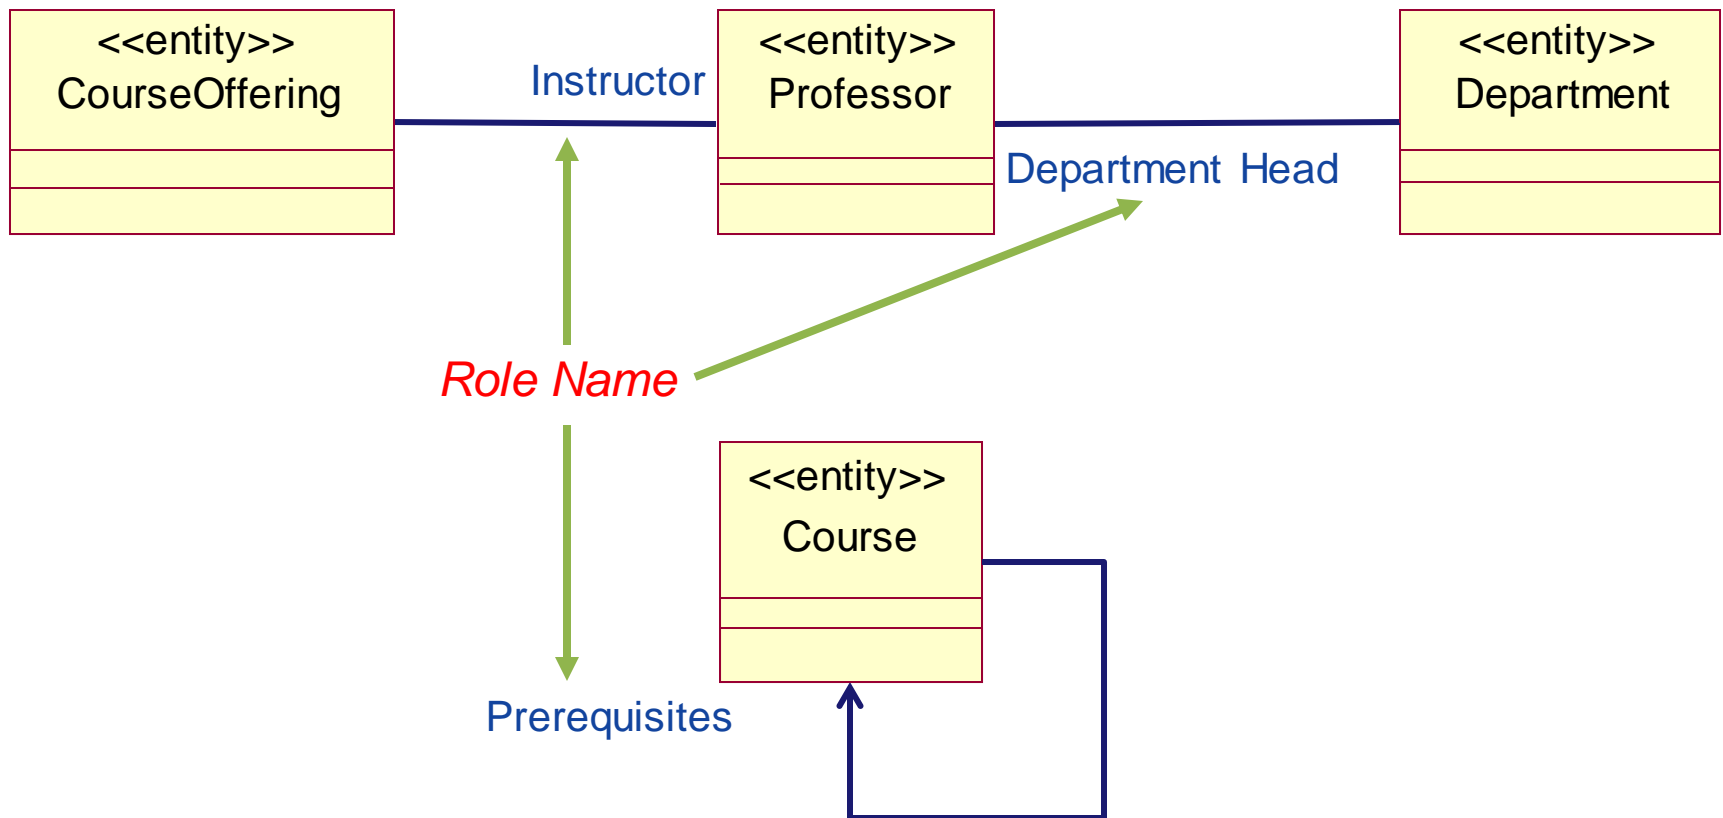 <<entity>>
CourseOffering
Instructor
<<entity>>
Professor
<<entity>>
Department
Department Head
Role Name
<<entity>>
Course
Prerequisites